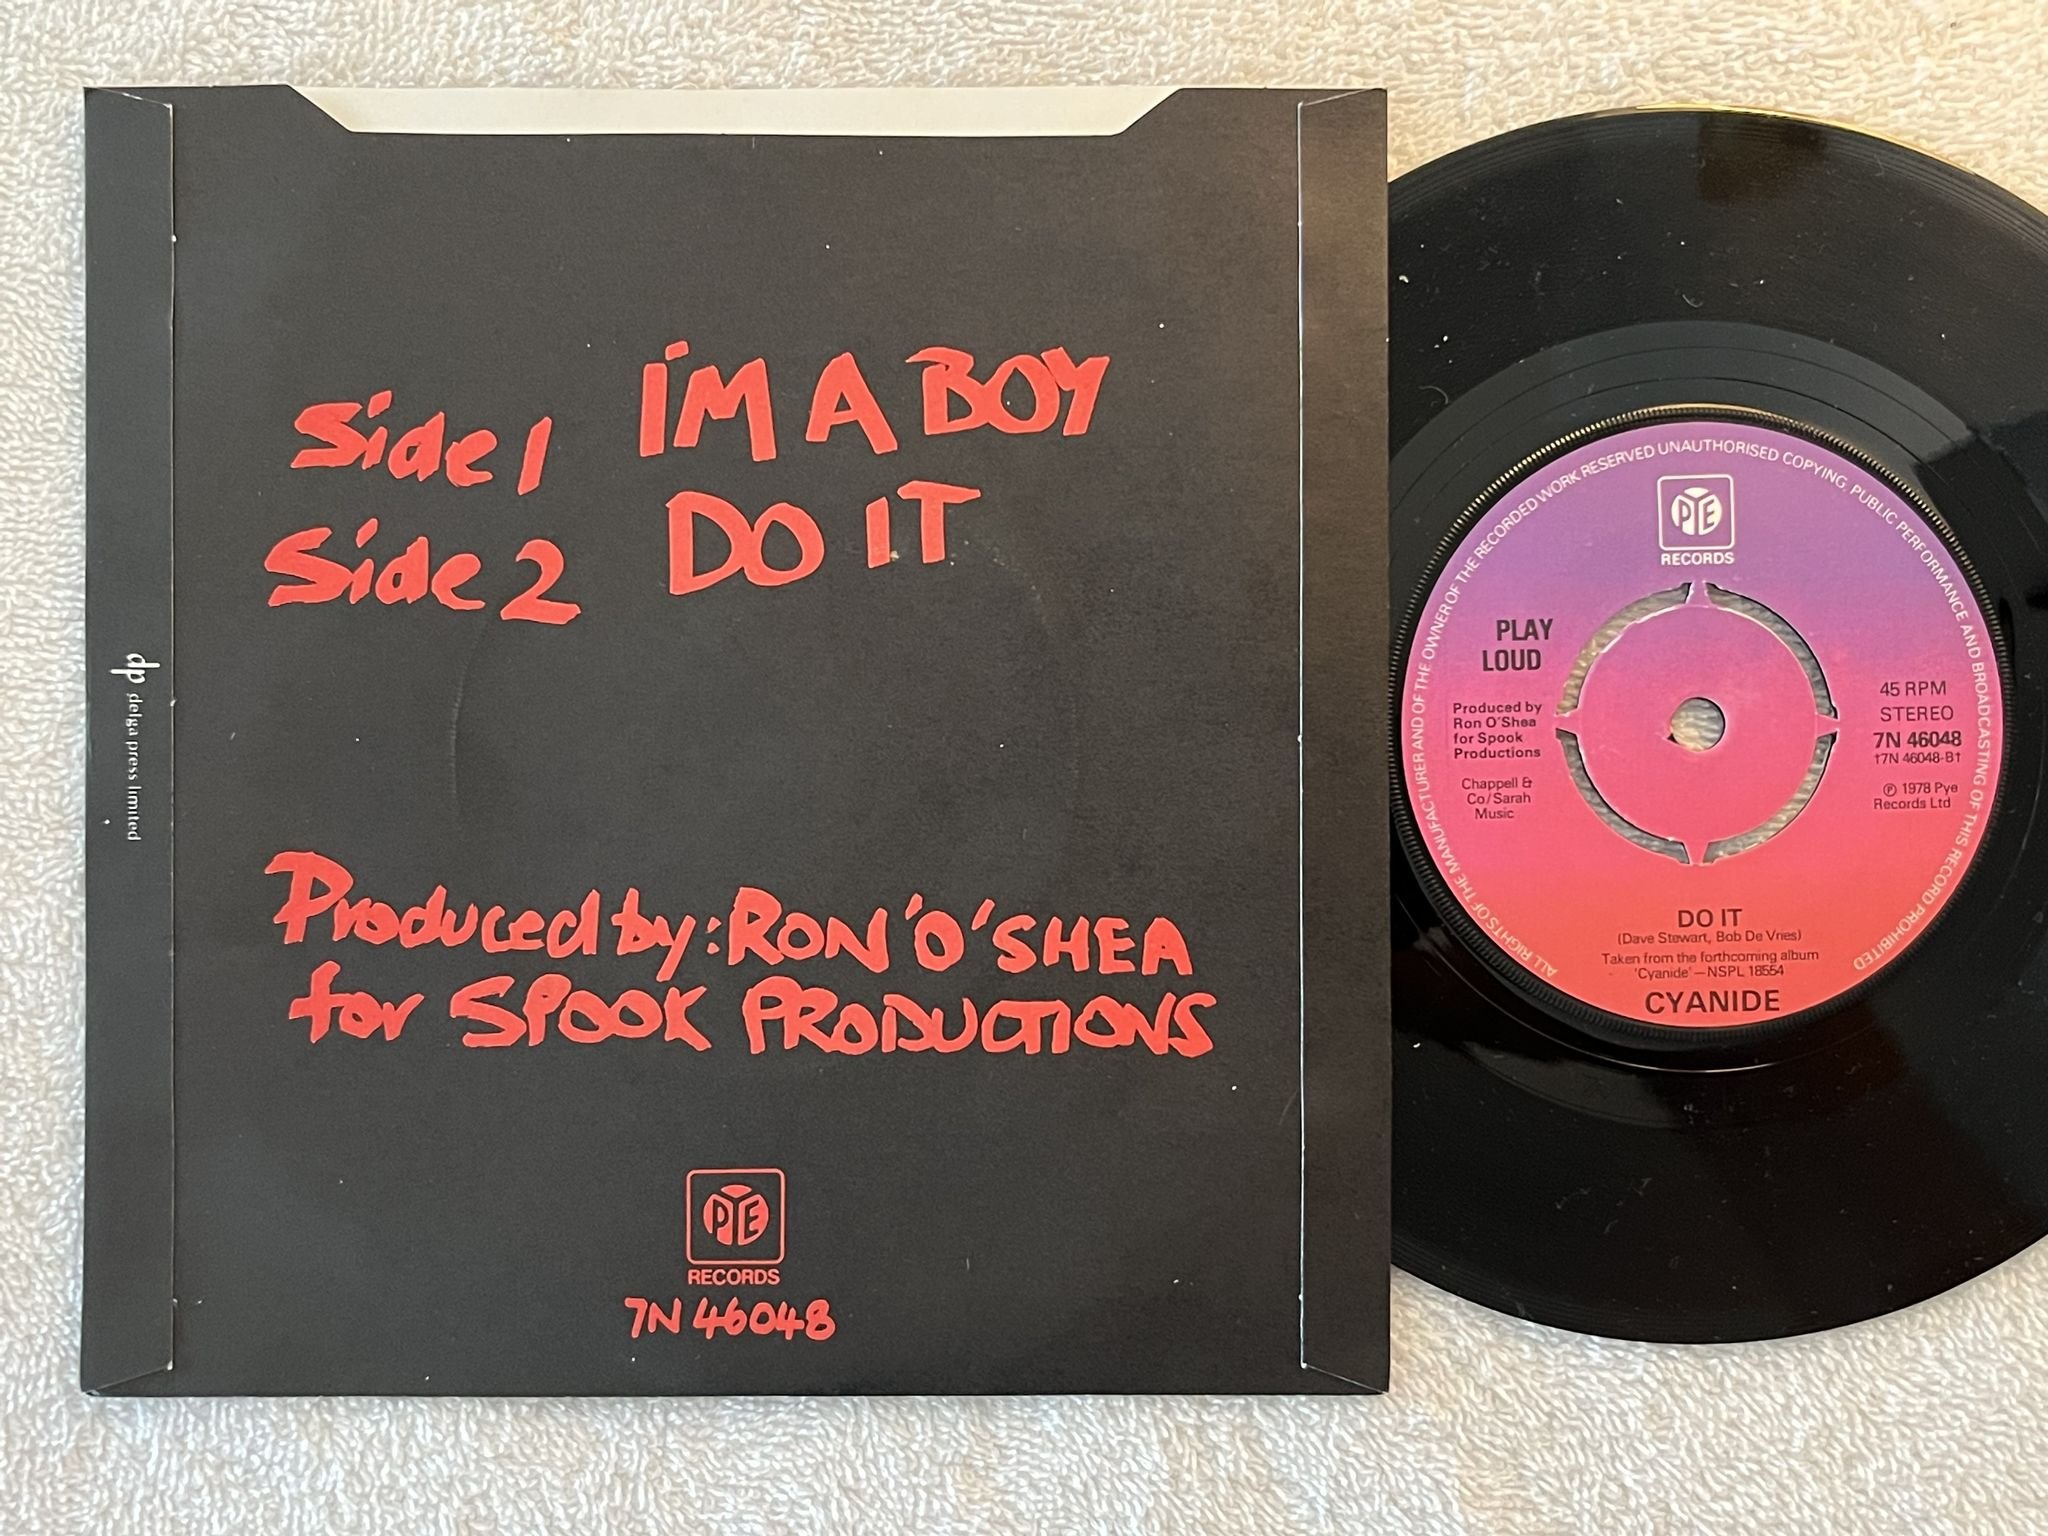 Side 1 I'M A BOY
Side 2 DO IT
Produced by: RON 'O' SHEA
for SPOOK PRODUCTIONS
PYE
RECORDS
7N 46048
dp delga press limited
ALL RIGHTS OF THE MANUFACTURER AND OF THE OWNER OF THE RECORDED WORK RESERVED UNAUTHORISED COPYING, PUBLIC PERFORMANCE AND BROADCASTING OF THIS RECORD PROHIBITED
PYE
RECORDS
PLAY
LOUD
Produced by
Ron O'Shea
for Spook
Productions
Chappell &
Co/Sarah
Music
45 RPM
STEREO
7N 46048
†7N 46048-B†
℗ 1978 Pye
Records Ltd
DO IT
(Dave Stewart, Bob De Vries)
Taken from the forthcoming album
'Cyanide'—NSPL 18554
CYANIDE